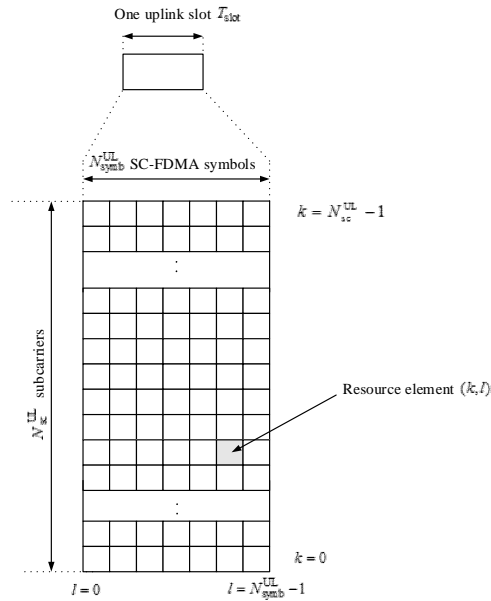 One uplink slot T_slot
N_symb^UL SC-FDMA symbols
k = N_sc^UL − 1
N_sc^UL subcarriers
Resource element (k,l)
k = 0
l = 0
l = N_symb^UL − 1